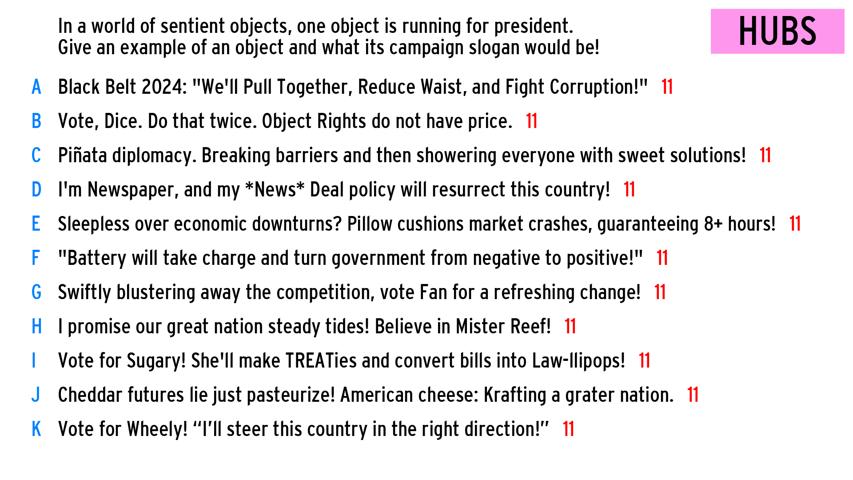 In a world of sentient objects, one object is running for president.
Give an example of an object and what its campaign slogan would be!
HUBS
A Black Belt 2024: "We'll Pull Together, Reduce Waist, and Fight Corruption!" 11
B Vote, Dice. Do that twice. Object Rights do not have price. 11
C Piñata diplomacy. Breaking barriers and then showering everyone with sweet solutions! 11
D I'm Newspaper, and my *News* Deal policy will resurrect this country! 11
E Sleepless over economic downturns? Pillow cushions market crashes, guaranteeing 8+ hours! 11
F "Battery will take charge and turn government from negative to positive!" 11
G Swiftly blustering away the competition, vote Fan for a refreshing change! 11
H I promise our great nation steady tides! Believe in Mister Reef! 11
I Vote for Sugary! She'll make TREATies and convert bills into Law-llipops! 11
J Cheddar futures lie just pasteurize! American cheese: Krafting a grater nation. 11
K Vote for Wheely! “I’ll steer this country in the right direction!” 11